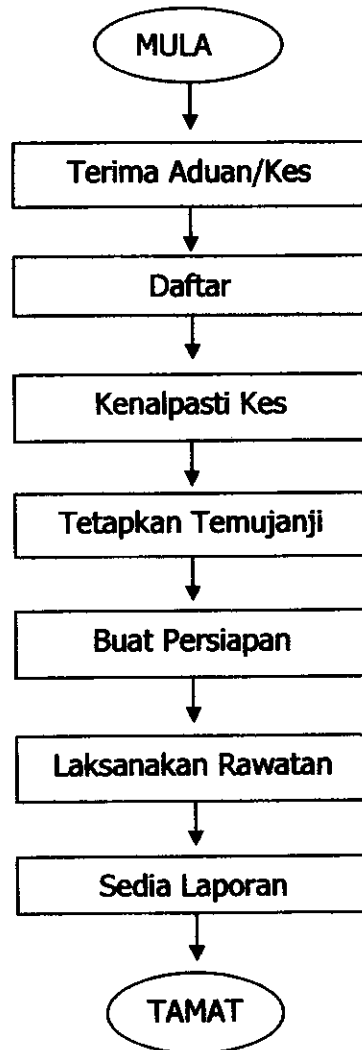 MULA
Terima Aduan/Kes
Daftar
Kenalpasti Kes
Tetapkan Temujanji
Buat Persiapan
Laksanakan Rawatan
Sedia Laporan
TAMAT